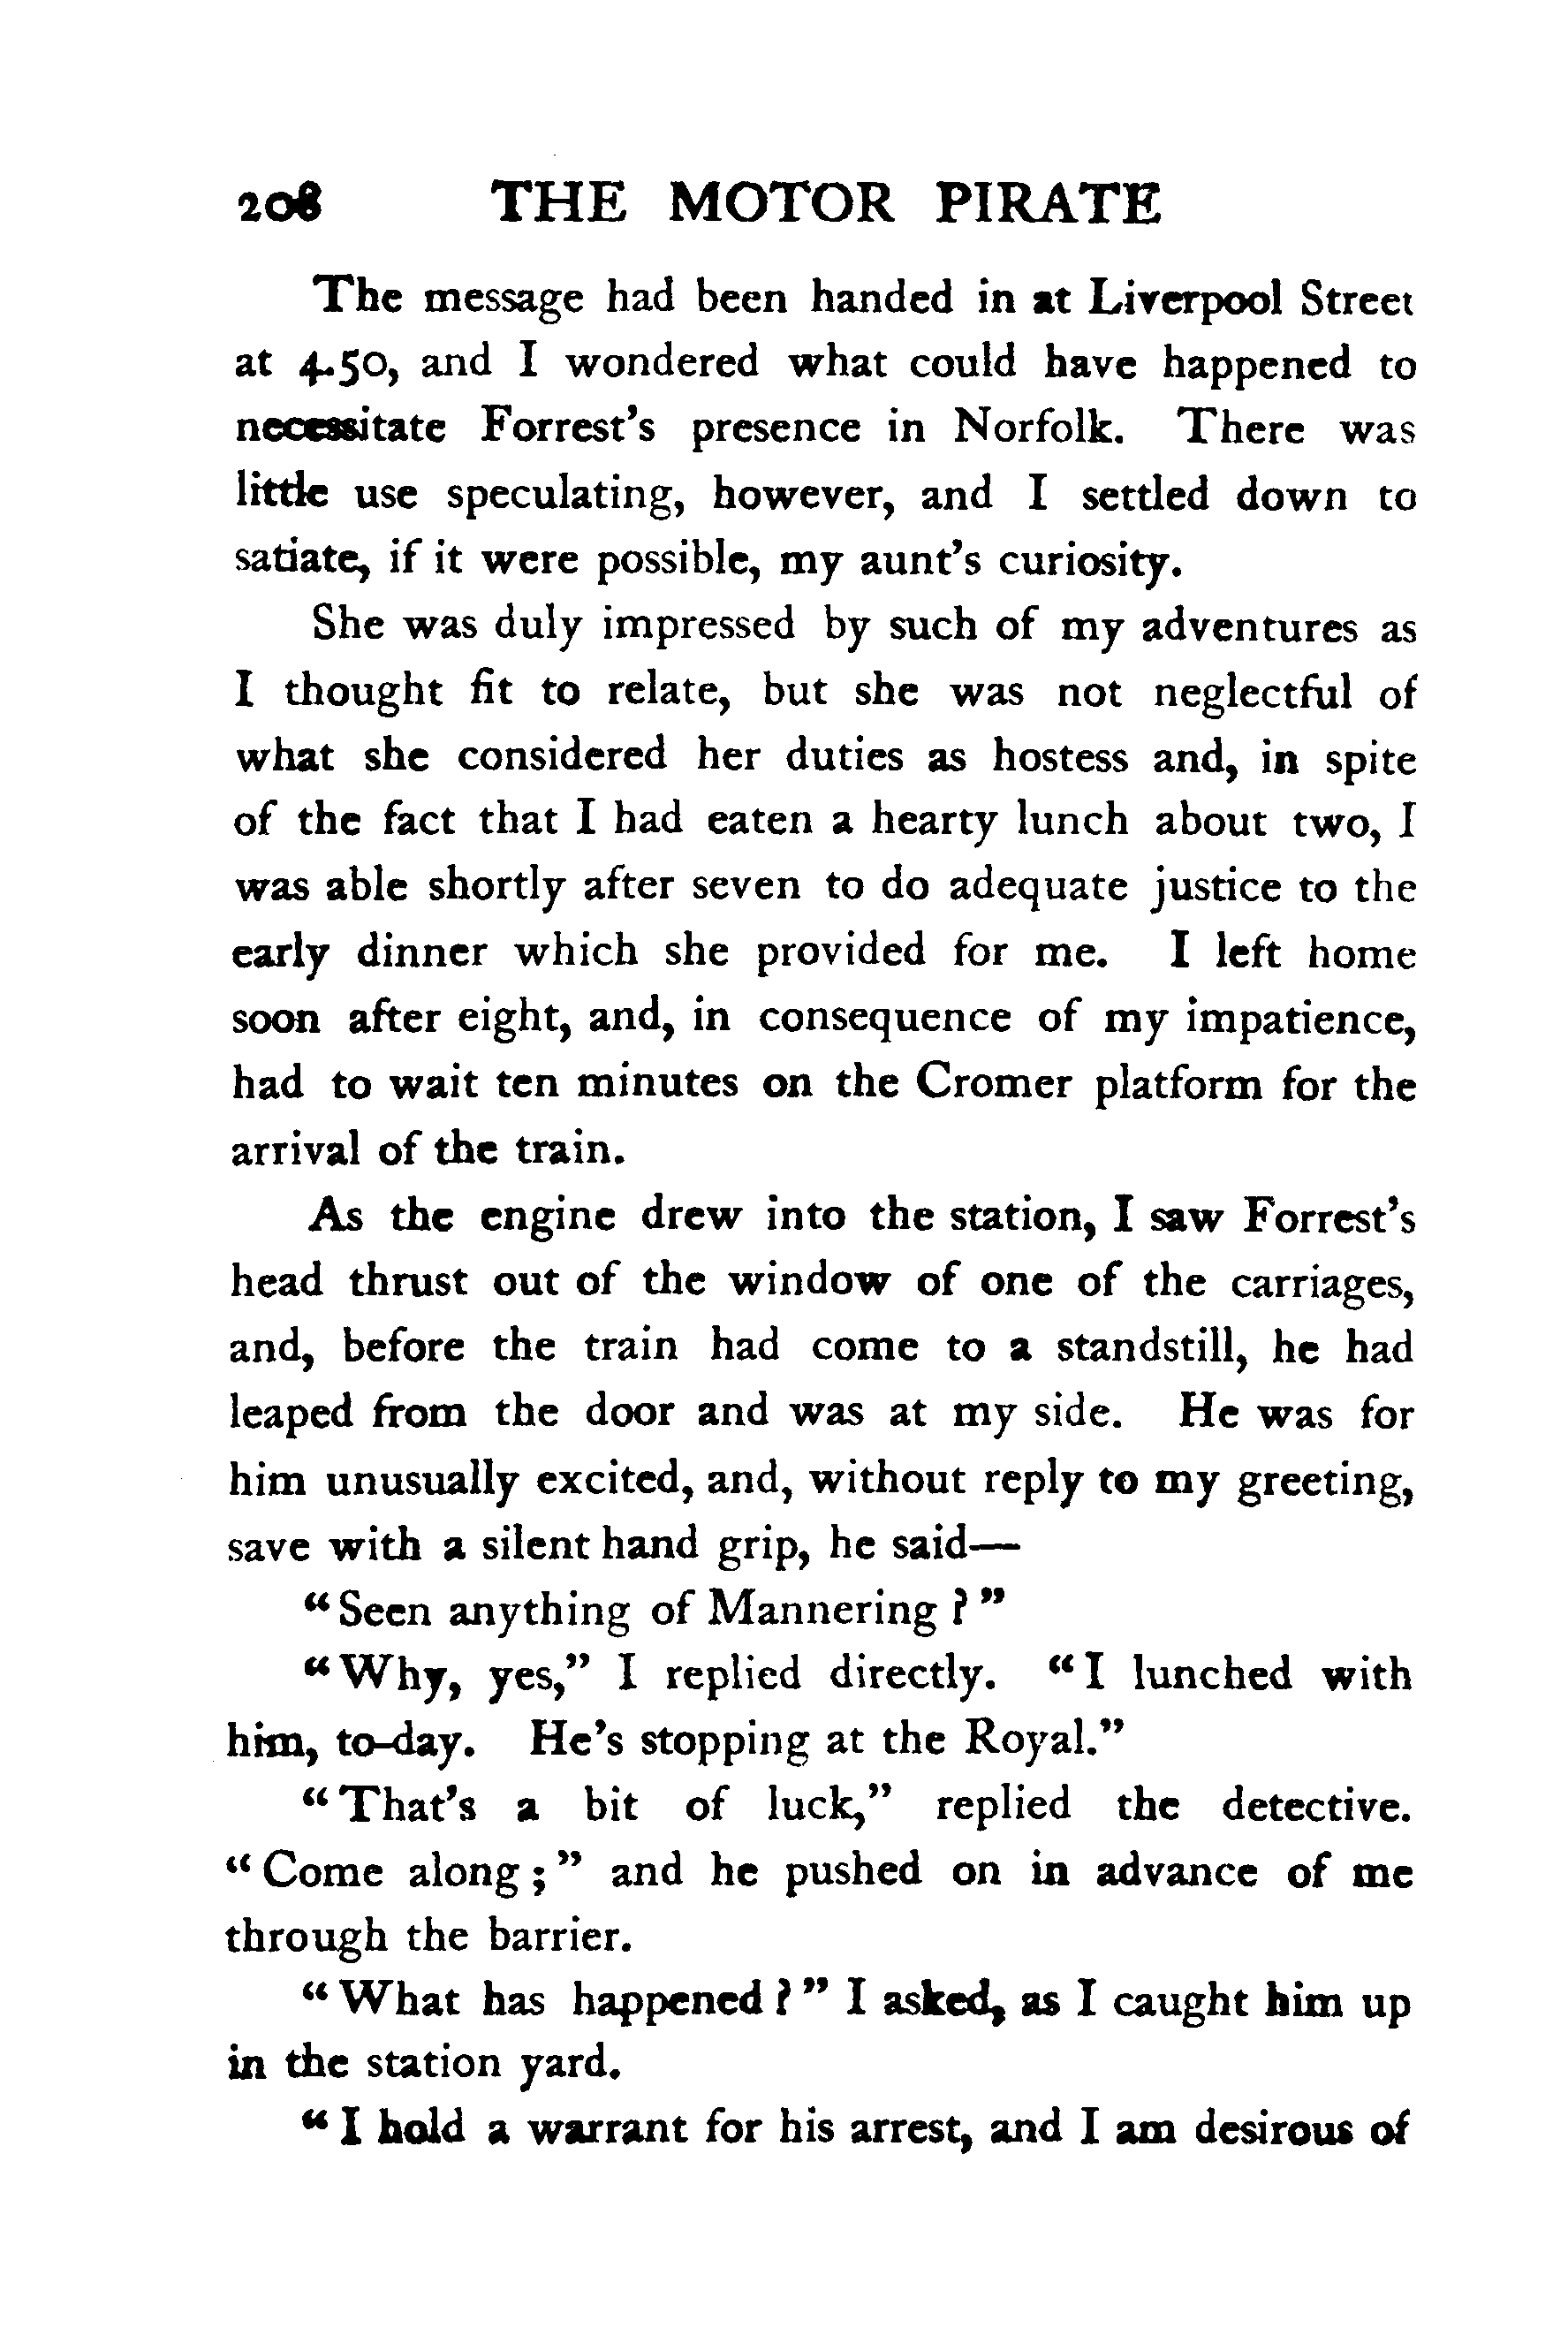 208 THE MOTOR PIRATE
The message had been handed in at Liverpool Street
at 4.50, and I wondered what could have happened to
necessitate Forrest's presence in Norfolk. There was
little use speculating, however, and I settled down to
satiate, if it were possible, my aunt's curiosity.
She was duly impressed by such of my adventures as
I thought fit to relate, but she was not neglectful of
what she considered her duties as hostess and, in spite
of the fact that I had eaten a hearty lunch about two, I
was able shortly after seven to do adequate justice to the
early dinner which she provided for me. I left home
soon after eight, and, in consequence of my impatience,
had to wait ten minutes on the Cromer platform for the
arrival of the train.
As the engine drew into the station, I saw Forrest's
head thrust out of the window of one of the carriages,
and, before the train had come to a standstill, he had
leaped from the door and was at my side. He was for
him unusually excited, and, without reply to my greeting,
save with a silent hand grip, he said—
“Seen anything of Mannering?”
“Why, yes,” I replied directly. “I lunched with
him, to-day. He's stopping at the Royal.”
“That's a bit of luck,” replied the detective.
“Come along;” and he pushed on in advance of me
through the barrier.
“What has happened?” I asked, as I caught him up
in the station yard.
“I hold a warrant for his arrest, and I am desirous of